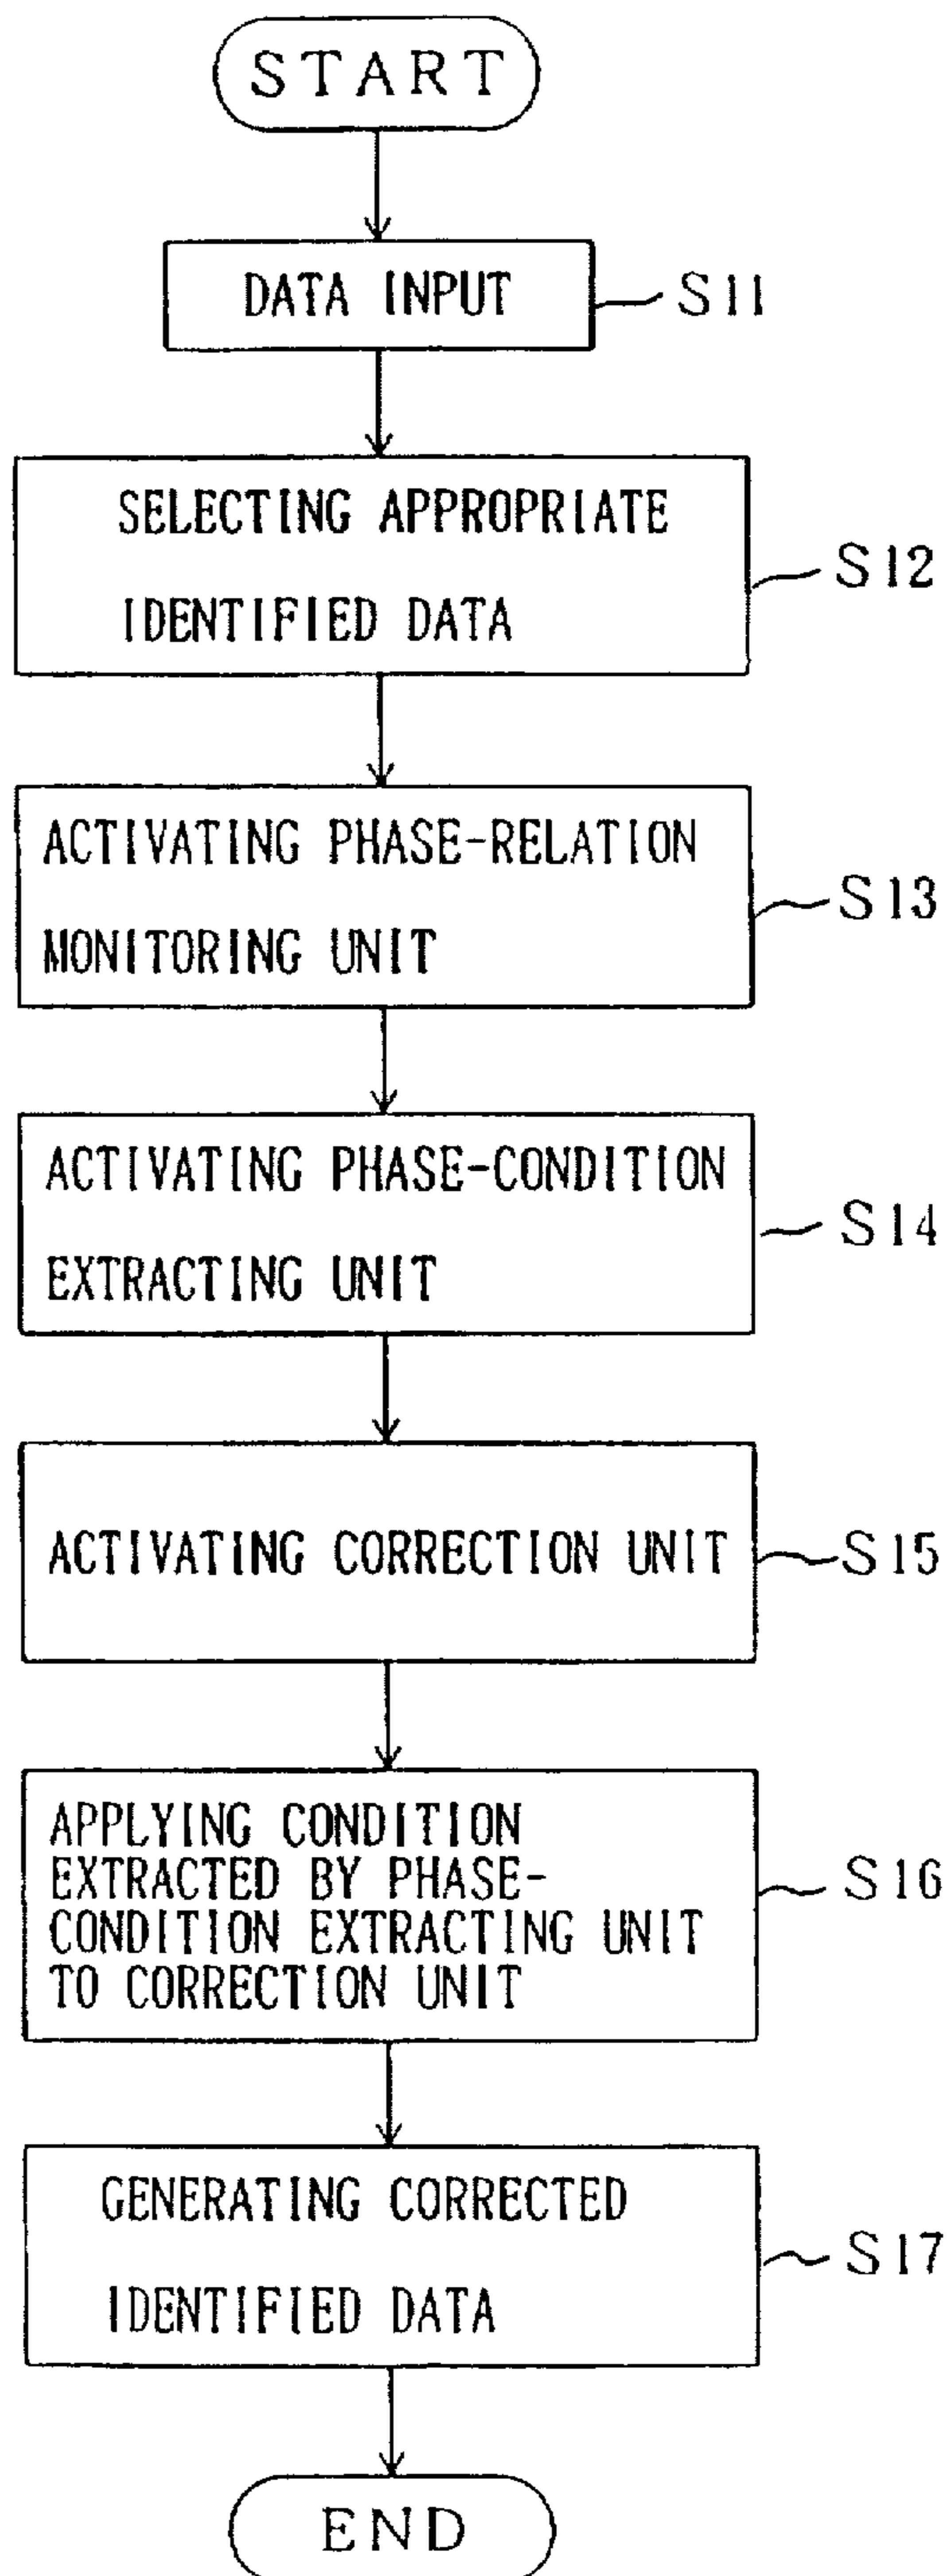 START
DATA INPUT
S11
SELECTING APPROPRIATE
IDENTIFIED DATA
S12
ACTIVATING PHASE-RELATION
MONITORING UNIT
S13
ACTIVATING PHASE-CONDITION
EXTRACTING UNIT
S14
ACTIVATING CORRECTION UNIT
S15
APPLYING CONDITION
EXTRACTED BY PHASE-
CONDITION EXTRACTING UNIT
TO CORRECTION UNIT
S16
GENERATING CORRECTED
IDENTIFIED DATA
S17
END